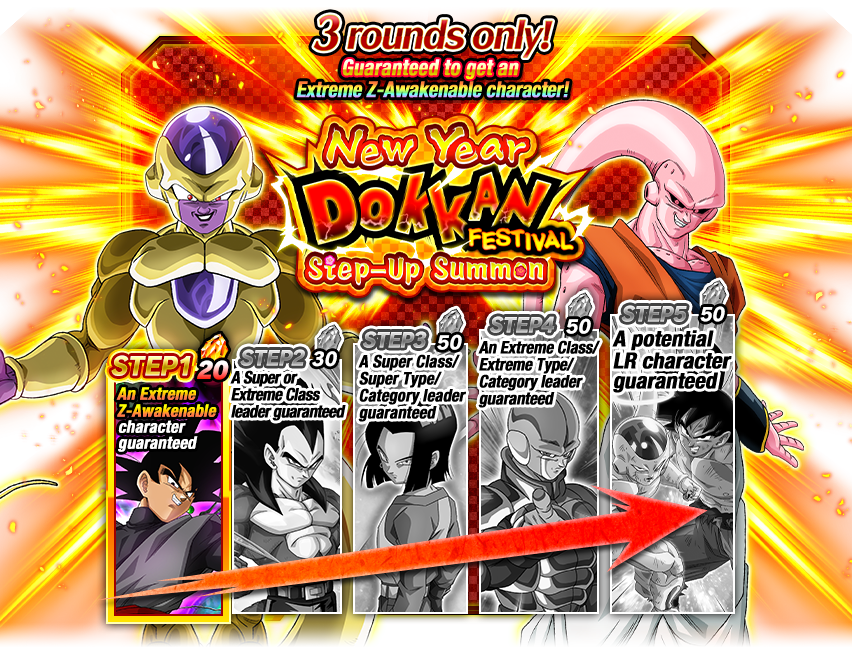 3 rounds only!
Guaranteed to get an
Extreme Z-Awakenable character!
New Year
DOKKAN
FESTIVAL
Step-Up Summon
STEP1 20
An Extreme
Z-Awakenable
character
guaranteed
STEP2 30
A Super or
Extreme Class
leader guaranteed
STEP3 50
A Super Class/
Super Type/
Category leader
guaranteed
STEP4 50
An Extreme Class/
Extreme Type/
Category leader
guaranteed
STEP5 50
A potential
LR character
guaranteed